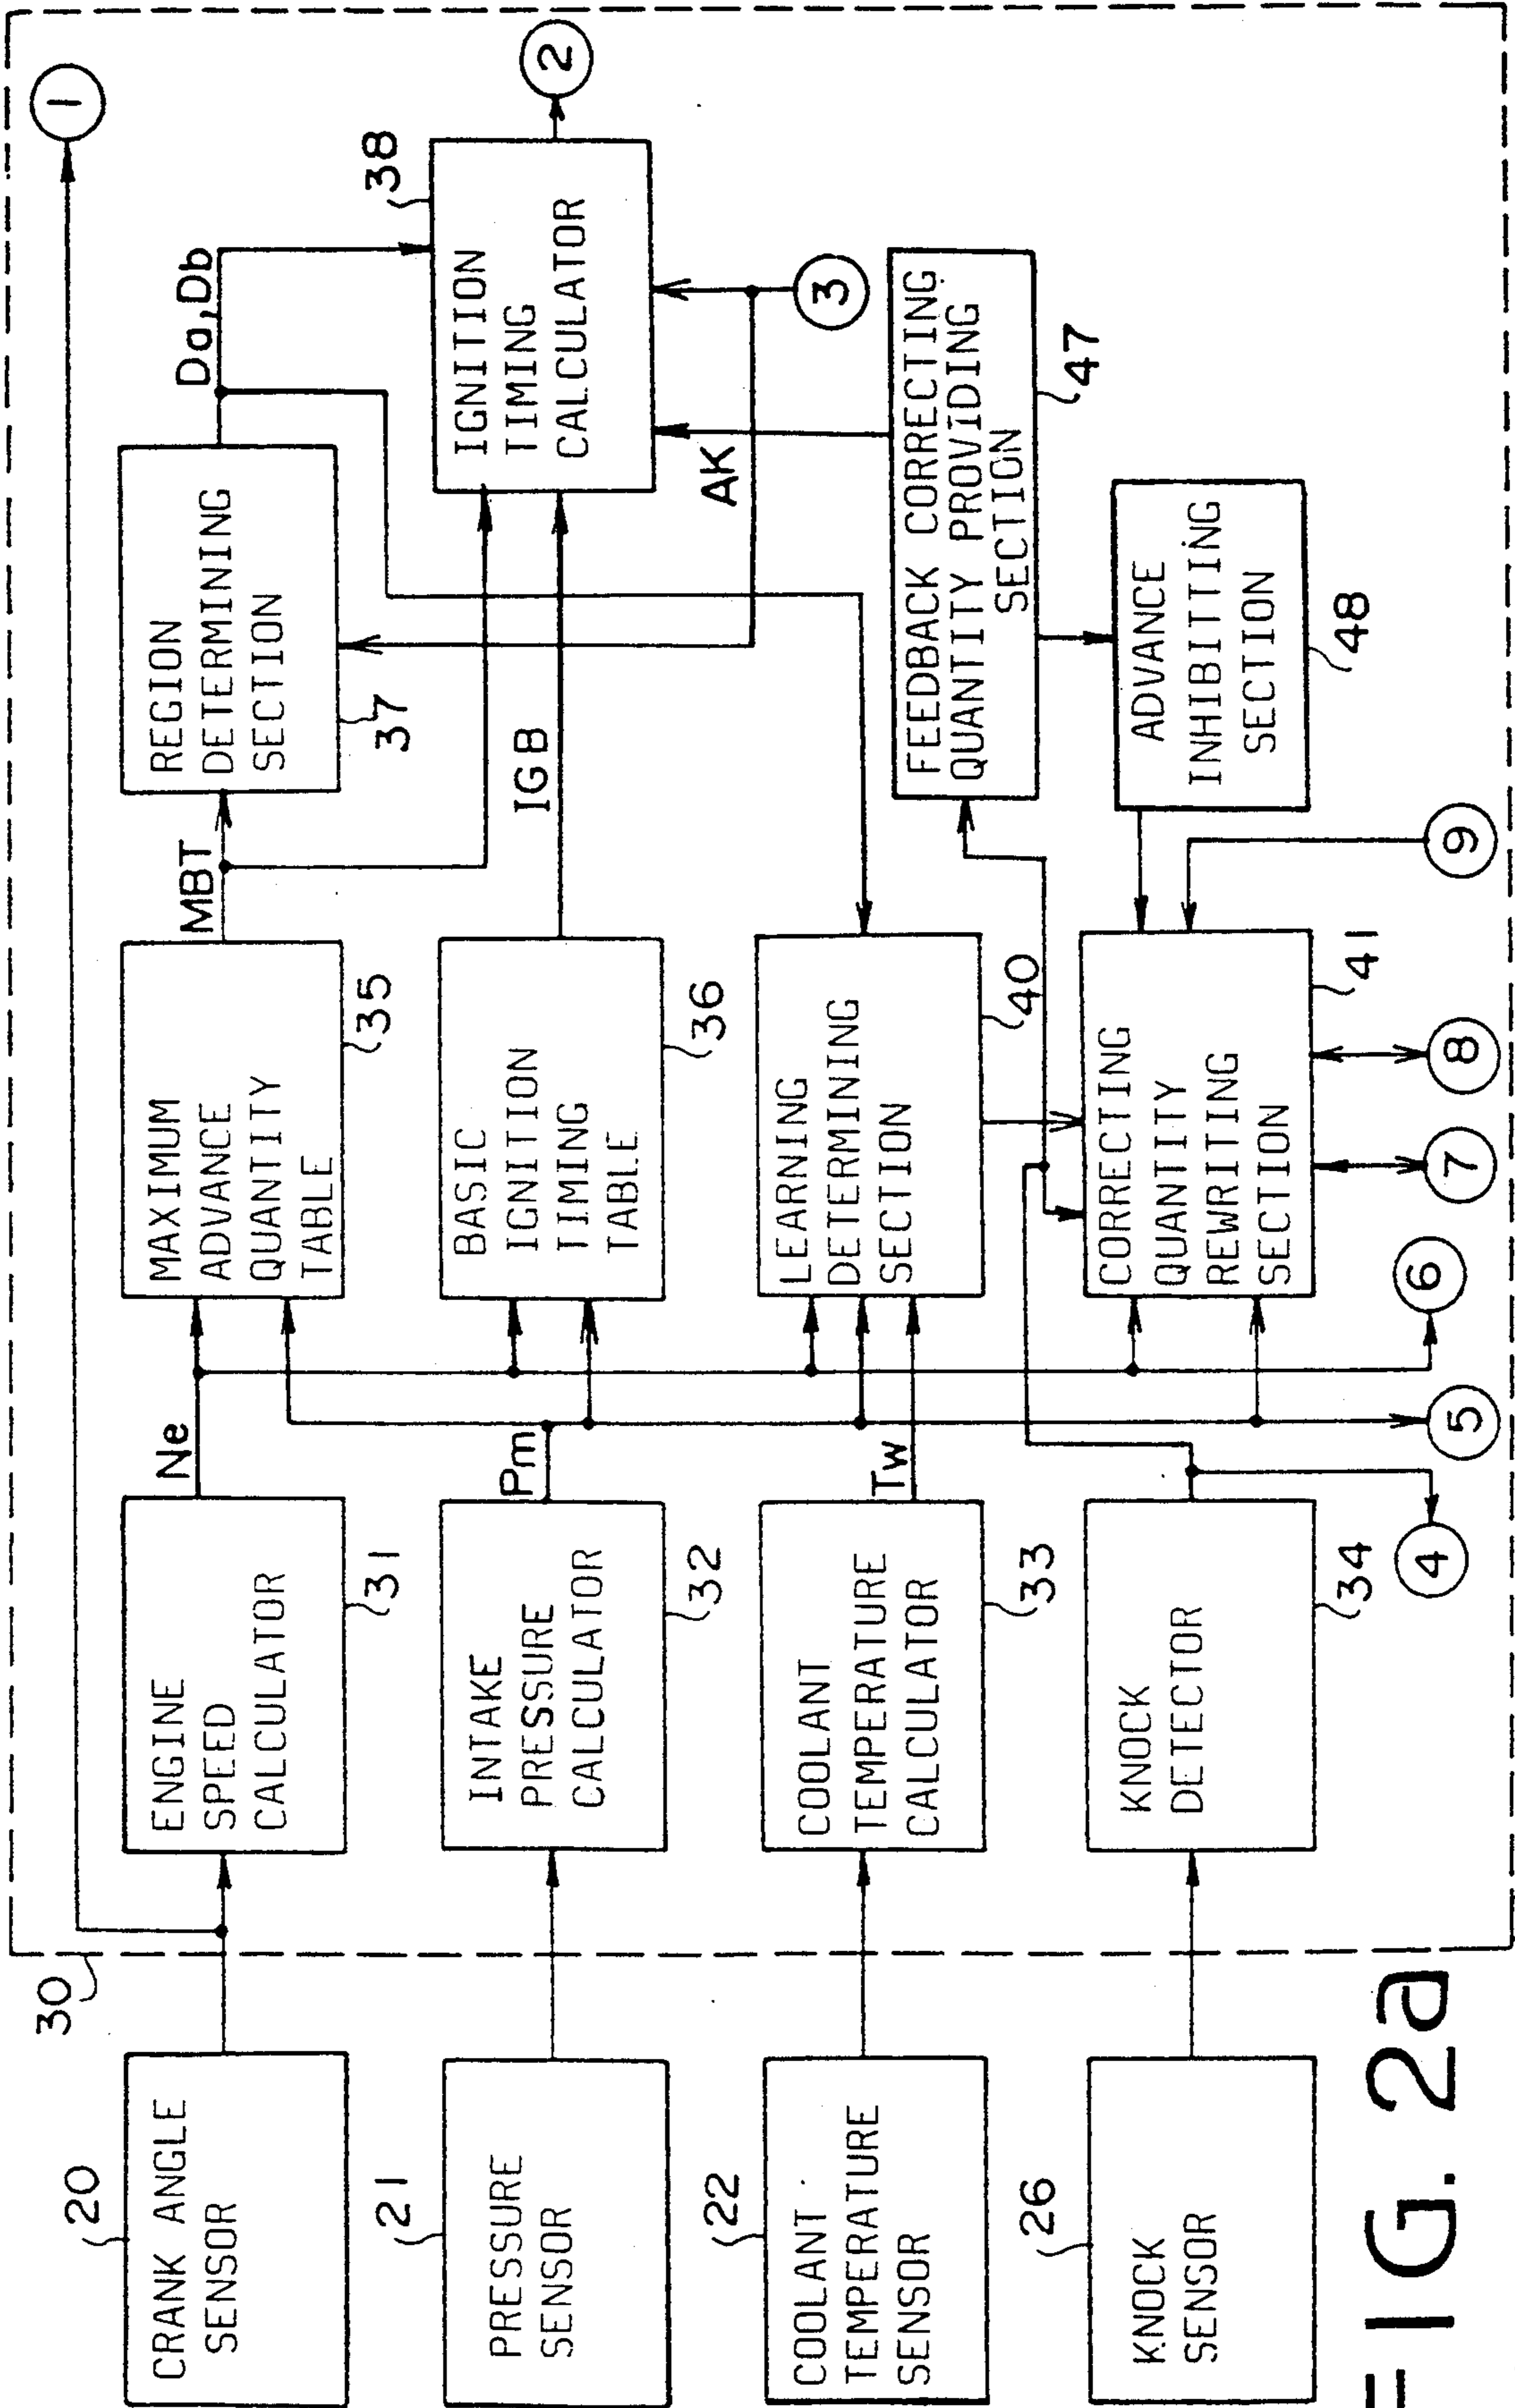 30
1
20
CRANK ANGLE
SENSOR
ENGINE
SPEED
CALCULATOR
31
Ne
MAXIMUM
ADVANCE
QUANTITY
TABLE
35
MBT
REGION
DETERMINING
SECTION
37
Da,Db
21
PRESSURE
SENSOR
INTAKE
PRESSURE
CALCULATOR
32
Pm
BASIC
IGNITION
TIMING
TABLE
36
IGB
IGNITION
TIMING
CALCULATOR
38
2
AK
3
22
COOLANT
TEMPERATURE
SENSOR
COOLANT
TEMPERATURE
CALCULATOR
33
Tw
LEARNING
DETERMINING
SECTION
40
FEEDBACK CORRECTING
QUANTITY PROVIDING
SECTION
47
26
KNOCK
SENSOR
KNOCK
DETECTOR
34
CORRECTING
QUANTITY
REWRITING
SECTION
41
ADVANCE
INHIBITTING
SECTION
48
4
5
6
7
8
9
FIG. 2a